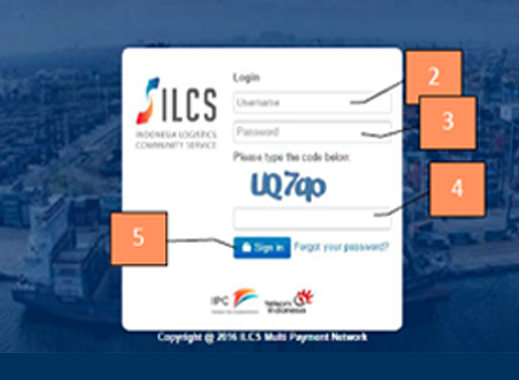 Login
ILCS
INDONESIA LOGISTICS
COMMUNITY SERVICE
Username
2
Password
3
Please type the code below:
UQ7qo
4
5
Sign in
Forgot your password?
IPC
Telkom
Indonesia
Copyright @ 2016 ILCS Multi Payment Network